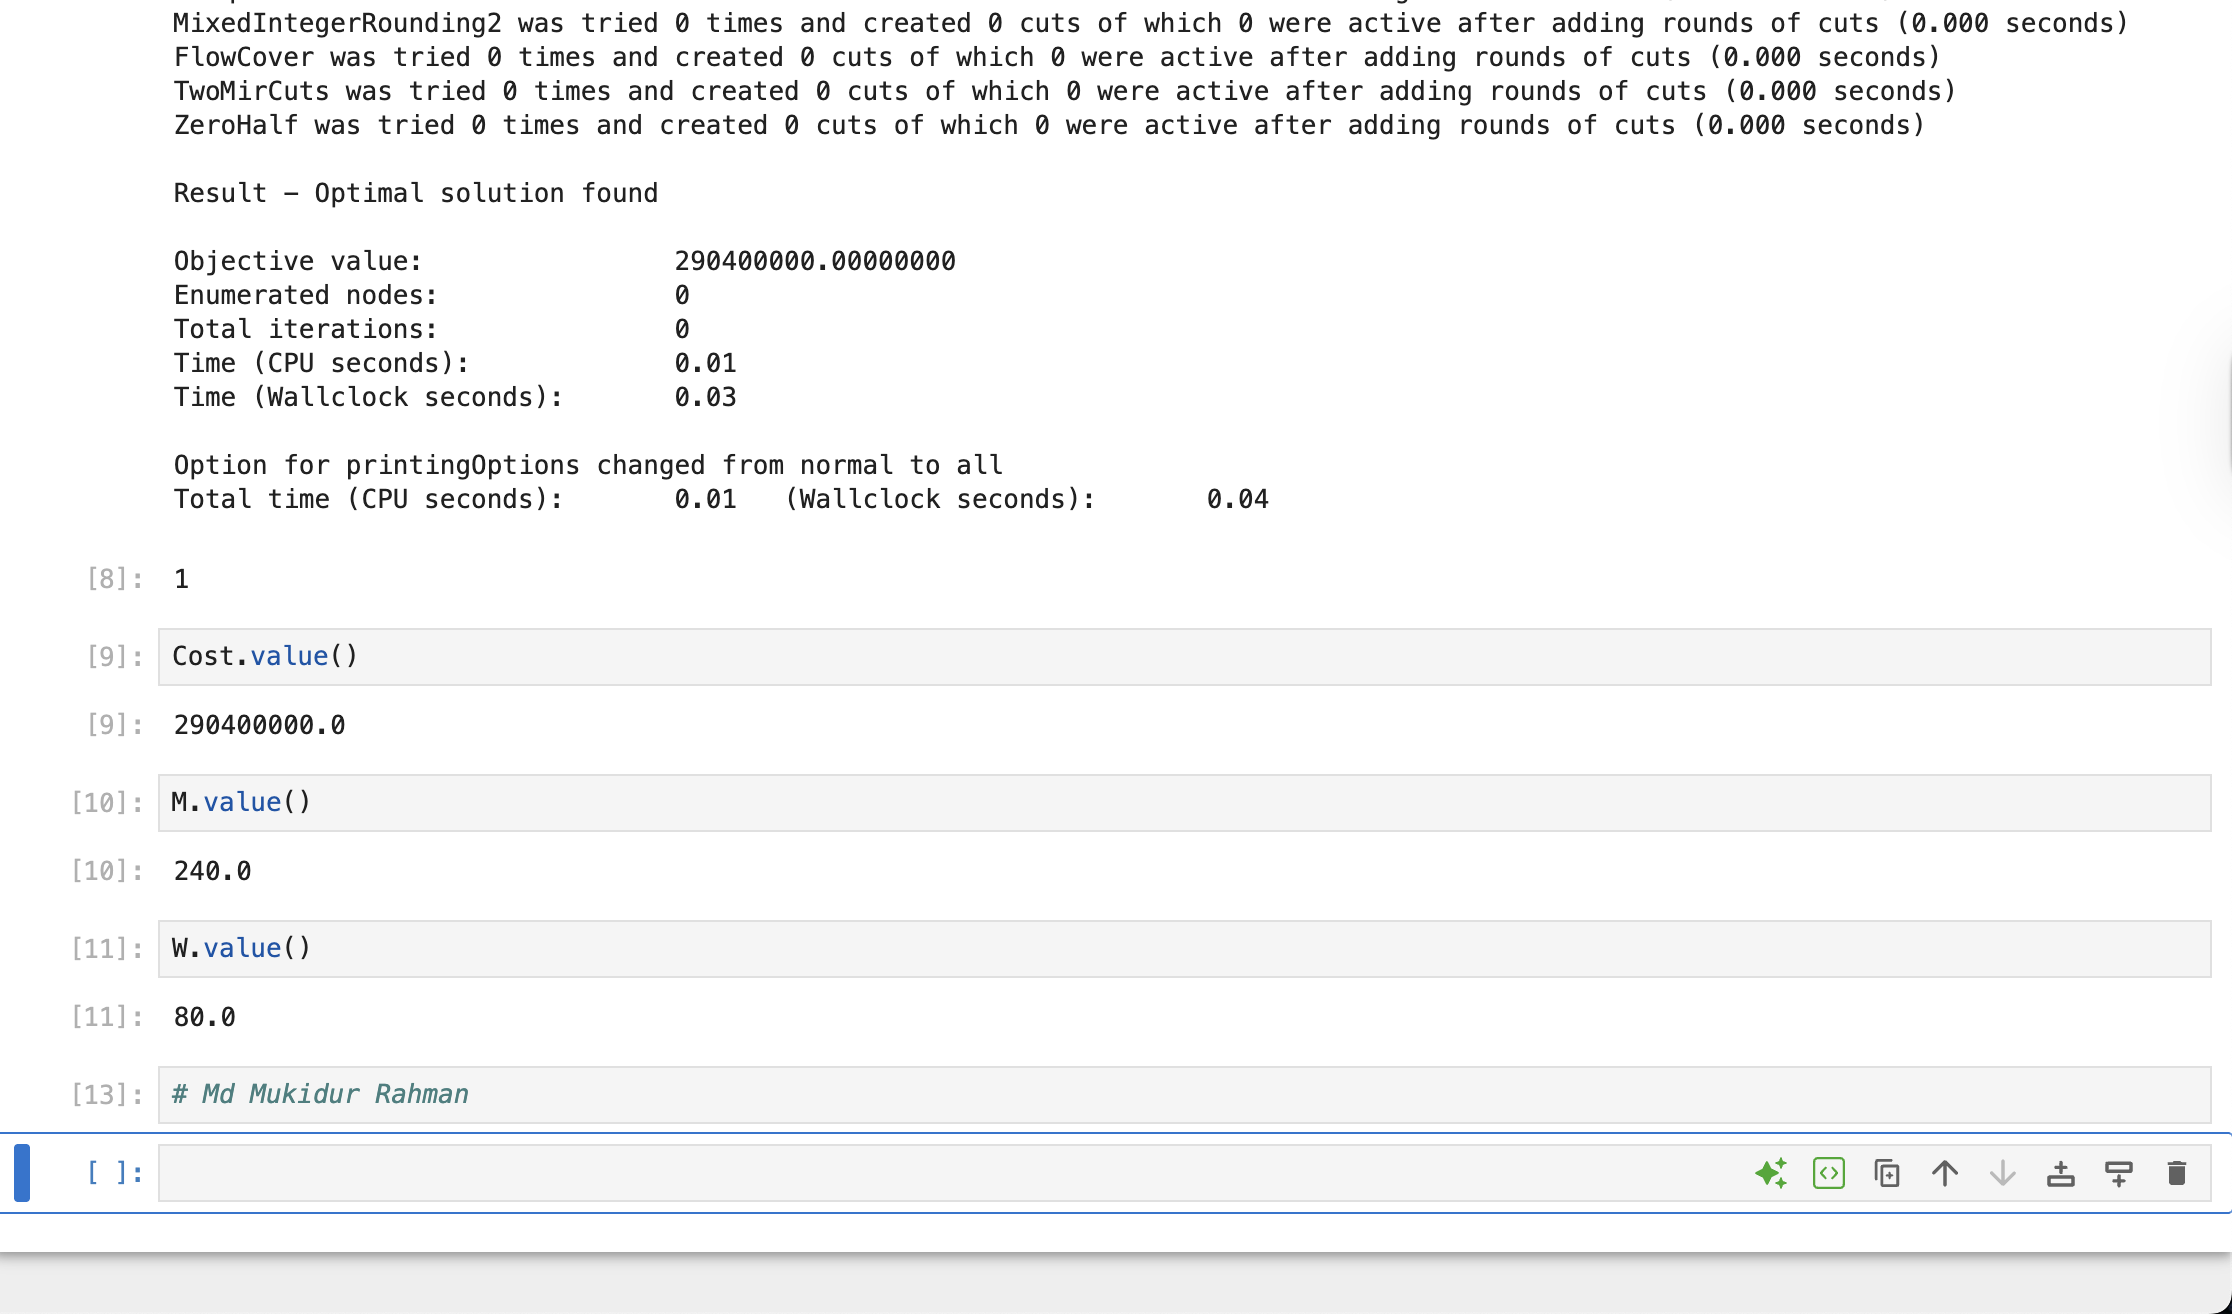 MixedIntegerRounding2 was tried 0 times and created 0 cuts of which 0 were active after adding rounds of cuts (0.000 seconds)
FlowCover was tried 0 times and created 0 cuts of which 0 were active after adding rounds of cuts (0.000 seconds)
TwoMirCuts was tried 0 times and created 0 cuts of which 0 were active after adding rounds of cuts (0.000 seconds)
ZeroHalf was tried 0 times and created 0 cuts of which 0 were active after adding rounds of cuts (0.000 seconds)
Result - Optimal solution found
Objective value: 290400000.00000000
Enumerated nodes: 0
Total iterations: 0
Time (CPU seconds): 0.01
Time (Wallclock seconds): 0.03
Option for printingOptions changed from normal to all
Total time (CPU seconds): 0.01 (Wallclock seconds): 0.04
[8]: 1
[9]: Cost.value()
[9]: 290400000.0
[10]: M.value()
[10]: 240.0
[11]: W.value()
[11]: 80.0
[13]: # Md Mukidur Rahman
[ ]: